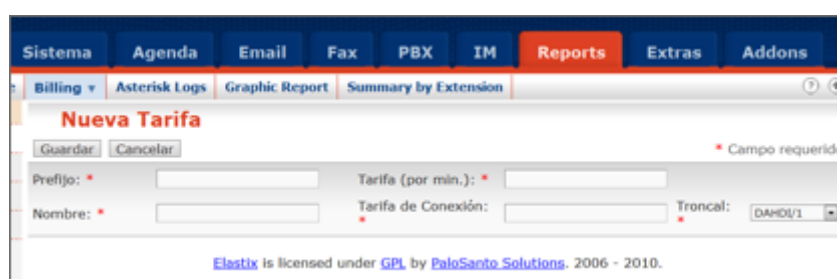 Sistema Agenda Email Fax PBX IM Reports Extras Addons
Billing Asterisk Logs Graphic Report Summary by Extension ?
Nueva Tarifa
Guardar Cancelar * Campo requerido
Prefijo: * Tarifa (por min.): *
Nombre: * Tarifa de Conexión: * Troncal: * DAHDI/1
Elastix is licensed under GPL by PaloSanto Solutions. 2006 - 2010.